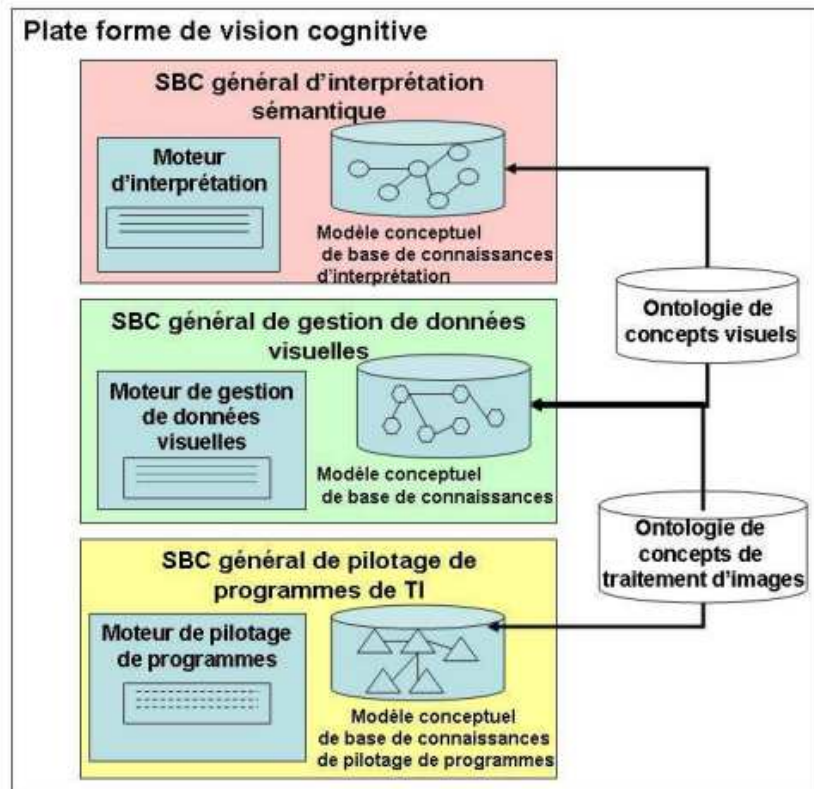 Plate forme de vision cognitive
SBC général d'interprétation
sémantique
Moteur
d'interprétation
Modèle conceptuel
de base de connaissances
d'interprétation
Ontologie de
concepts visuels
SBC général de gestion de données
visuelles
Moteur de gestion
de données
visuelles
Modèle conceptuel
de base de connaissances
Ontologie de
concepts de
traitement d'images
SBC général de pilotage de
programmes de TI
Moteur de pilotage
de programmes
Modèle conceptuel
de base de connaissances
de pilotage de programmes